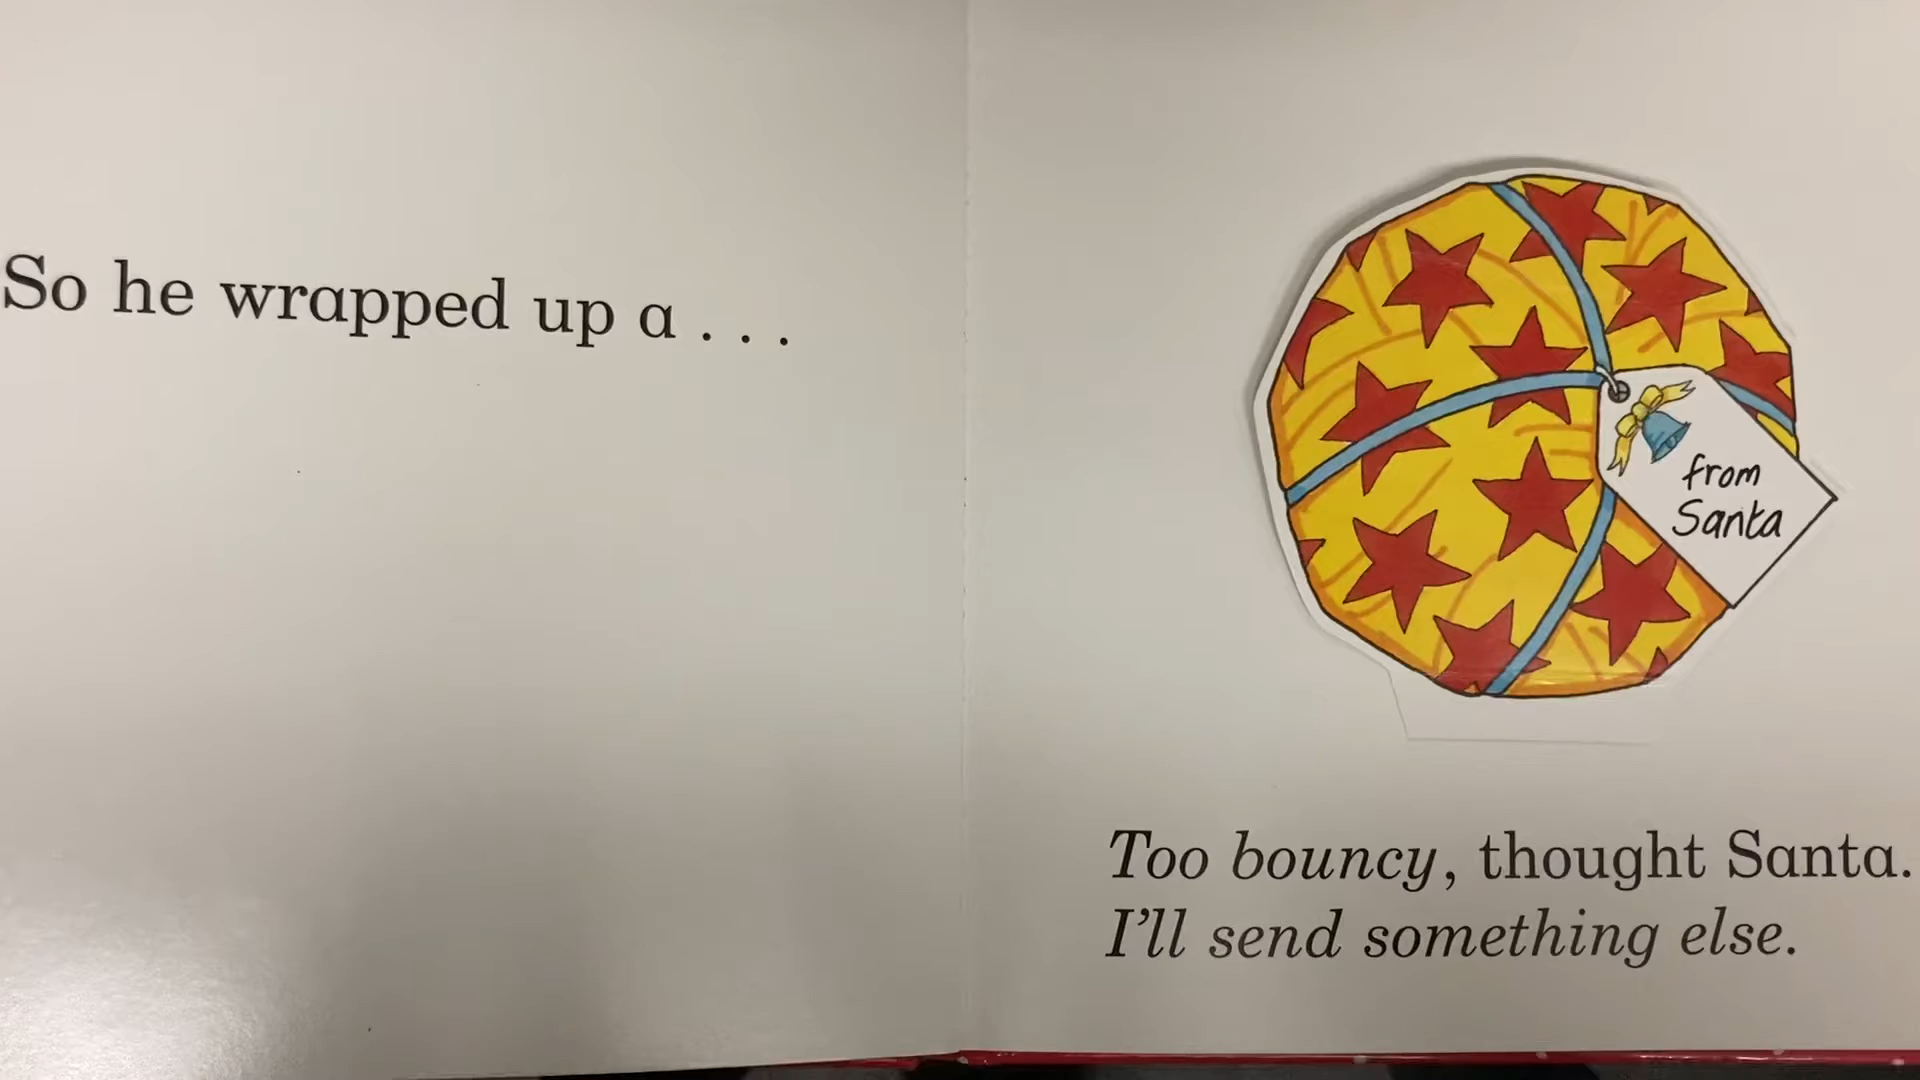 So he wrapped up a . . .
from
Santa
Too bouncy, thought Santa.
I'll send something else.